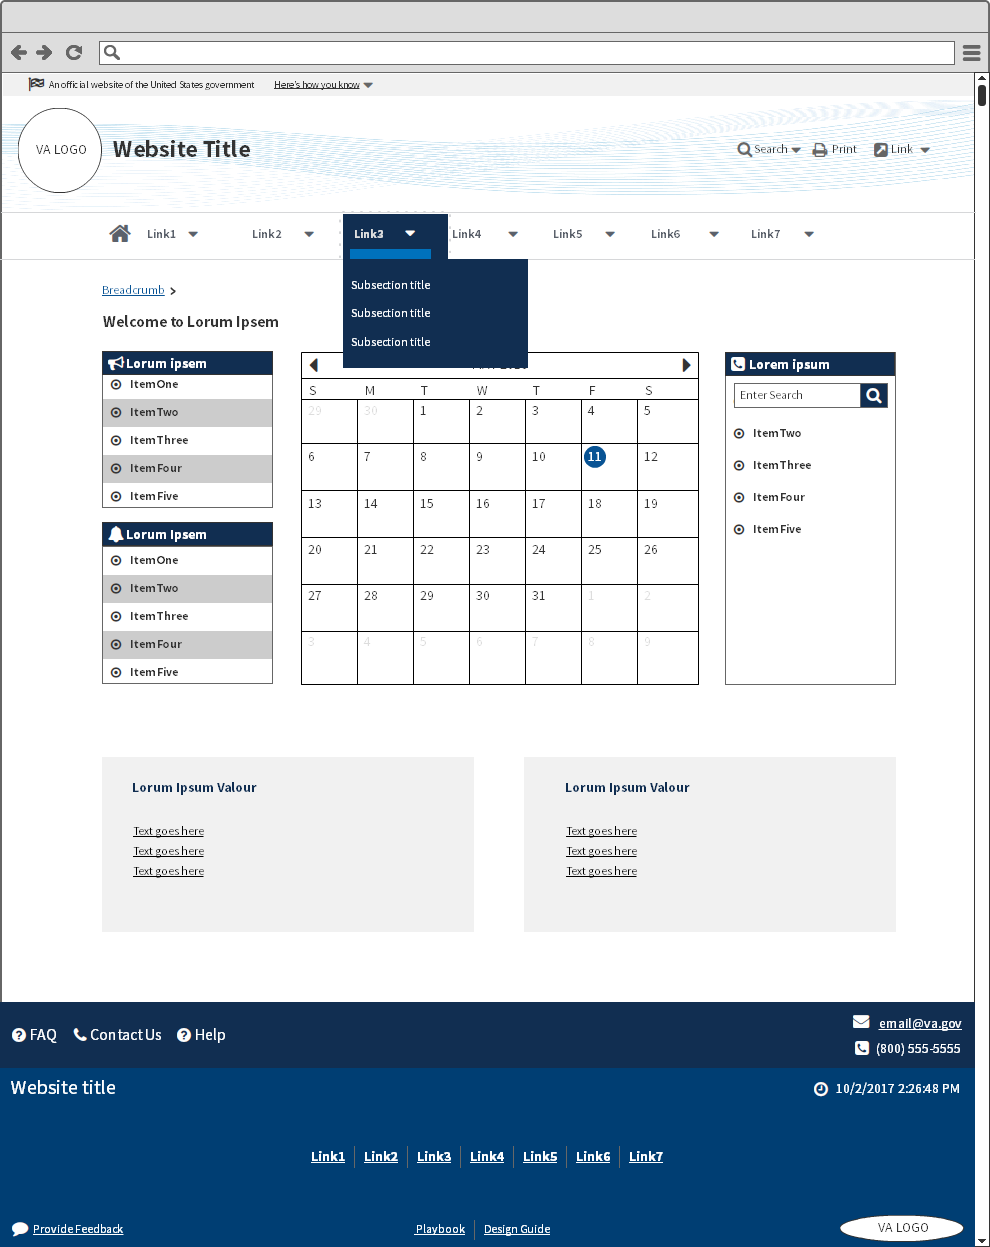 An official website of the United States government Here's how you know
VA LOGO Website Title Search Print Link
Link1 Link2 Link3 Link4 Link5 Link6 Link7
Subsection title
Subsection title
Subsection title
Breadcrumb
Welcome to Lorum Ipsem
Lorum ipsem
Item One
Item Two
Item Three
Item Four
Item Five
Lorum Ipsem
Item One
Item Two
Item Three
Item Four
Item Five
S M T W T F S
29 30 1 2 3 4 5
6 7 8 9 10 11 12
13 14 15 16 17 18 19
20 21 22 23 24 25 26
27 28 29 30 31 1 2
3 4 5 6 7 8 9
Lorem ipsum
Enter Search
Item Two
Item Three
Item Four
Item Five
Lorum Ipsum Valour
Text goes here
Text goes here
Text goes here
Lorum Ipsum Valour
Text goes here
Text goes here
Text goes here
FAQ Contact Us Help
email@va.gov
(800) 555-5555
Website title 10/2/2017 2:26:48 PM
Link1 Link2 Link3 Link4 Link5 Link6 Link7
Provide Feedback Playbook Design Guide VA LOGO